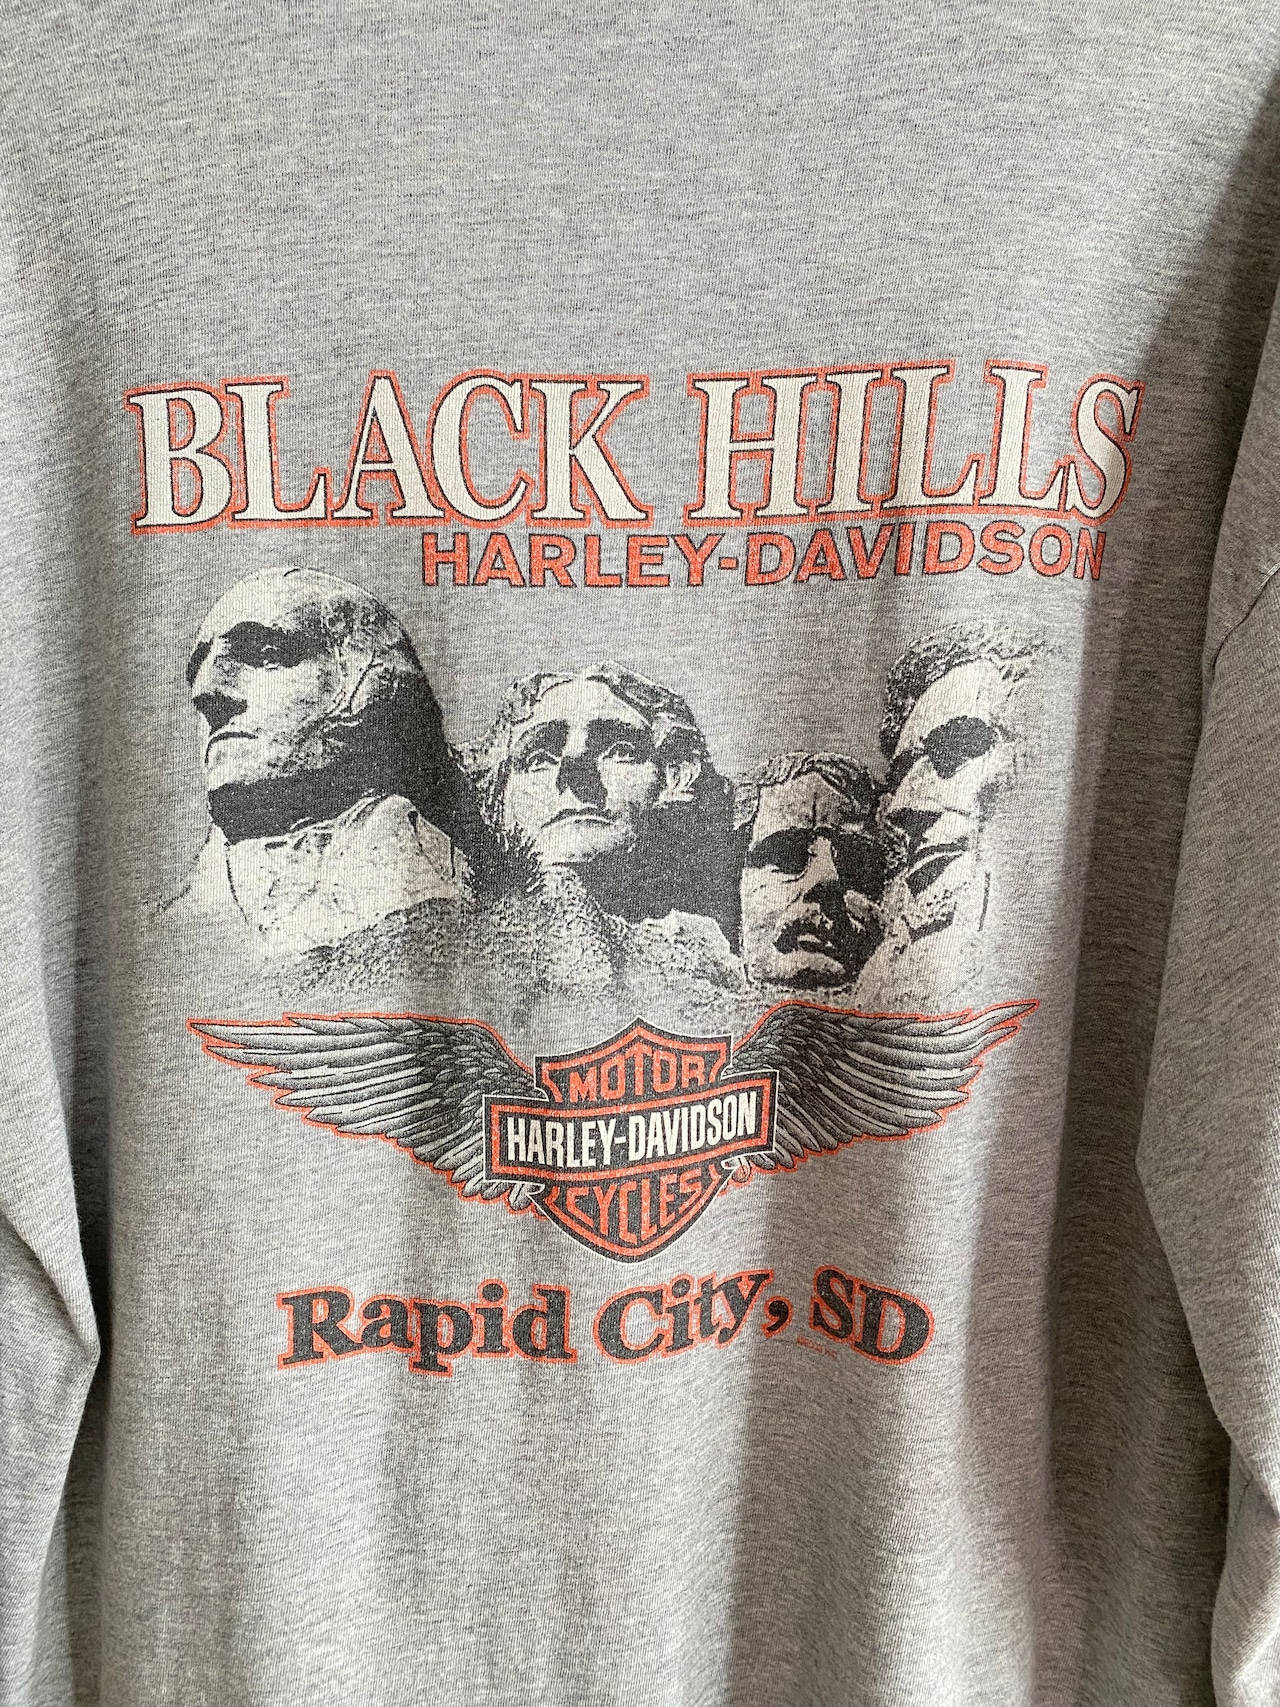 BLACK HILLS
HARLEY-DAVIDSON
MOTOR
HARLEY-DAVIDSON
CYCLES
Rapid City, SD